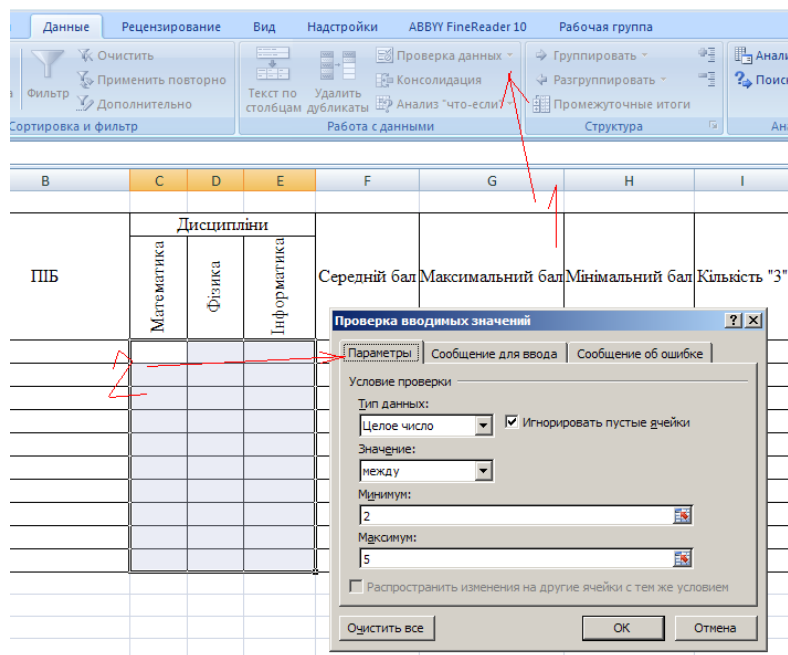 Данные Рецензирование Вид Надстройки ABBYY FineReader 10 Рабочая группа
Очистить
Применить повторно
Дополнительно
Фильтр
Сортировка и фильтр
Текст по столбцам
Удалить дубликаты
Проверка данных
Консолидация
Анализ "что-если"
Работа с данными
Группировать
Разгруппировать
Промежуточные итоги
Структура
B C D E F G H I
Дисципліни
ПІБ
Математика
Фізика
Інформатика
Середній бал
Максимальний бал
Мінімальний бал
Кількість "3"
1
2
Проверка вводимых значений
Параметры Сообщение для ввода Сообщение об ошибке
Условие проверки
Тип данных:
Целое число
Игнорировать пустые ячейки
Значение:
между
Минимум:
2
Максимум:
5
Распространить изменения на другие ячейки с тем же условием
Очистить все ОК Отмена